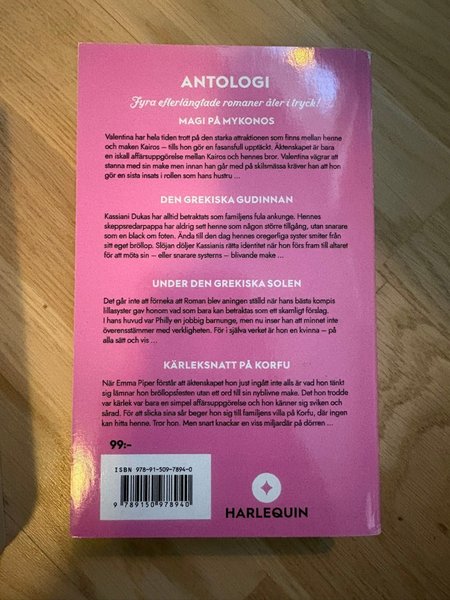 ANTOLOGI
Fyra efterlängtade romaner åter i tryck!
MAGI PÅ MYKONOS
Valentina har hela tiden trott på den starka attraktionen som finns mellan henne
och maken Kairos – tills hon gör en fasansfull upptäckt. Äktenskapet är bara
en iskall affärsuppgörelse mellan Kairos och hennes bror. Valentina vägrar att
stanna med sin make men innan han går med på skilsmässa kräver han att hon
gör en sista insats i rollen som hans hustru ...
DEN GREKISKA GUDINNAN
Kassiani Dukas har alltid betraktats som familjens fula ankunge. Hennes
skeppsredarpappa har aldrig sett henne som någon större tillgång, utan snarare
som en black om foten. Ända till den dag hennes oregerliga syster smiter från
sitt eget bröllop. Slöjan döljer Kassianis rätta identitet när hon förs fram till altaret
för att möta sin – eller snarare systerns – blivande make ...
UNDER DEN GREKISKA SOLEN
Det går inte att förneka att Roman blev aningen ställd när hans bästa kompis
lillasyster gav honom vad som bara kan betraktas som ett skamligt förslag.
I hans huvud var Philly en jobbig barnunge, men nu inser han att minnet inte
överensstämmer med verkligheten. För i själva verket är hon en kvinna – på
alla sätt och vis ...
KÄRLEKSNATT PÅ KORFU
När Emma Piper förstår att äktenskapet hon just ingått inte alls är vad hon tänkt
sig lämnar hon bröllopsfesten utan ett ord till sin nyblivne make. Det hon trodde
var kärlek var bara en simpel affärsuppgörelse och hon känner sig sviken och
sårad. För att slicka sina sår beger hon sig till familjens villa på Korfu, där ingen
kan hitta henne. Tror hon. Men snart knackar en viss miljardär på dörren ...
99:-
ISBN 978-91-509-7894-0
9 789150 978940
HARLEQUIN